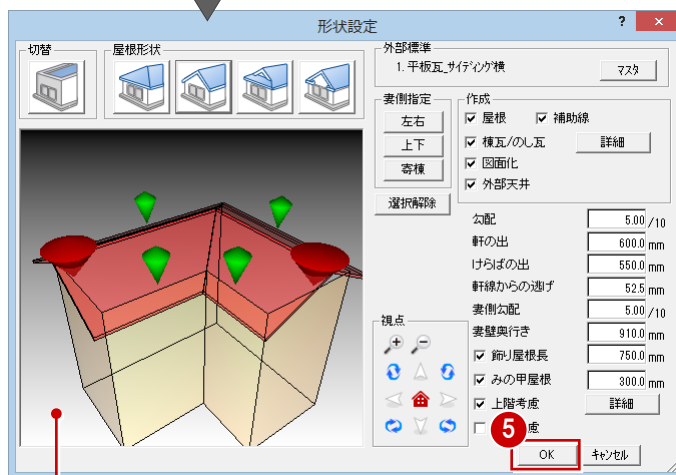 形状設定
? ×
切替
屋根形状
外部標準
1. 平板瓦_サイディング横
マスタ
妻側指定
左右
上下
寄棟
選択解除
作成
屋根
補助線
棟瓦/のし瓦
詳細
図面化
外部天井
勾配 5.00 /10
軒の出 600.0 mm
けらばの出 550.0 mm
軒線からの逃げ 52.5 mm
妻側勾配 5.00 /10
妻壁奥行き 910.0 mm
飾り屋根長 750.0 mm
みの甲屋根 300.0 mm
上階考慮 詳細
慮
視点
5
OK
キャンセル